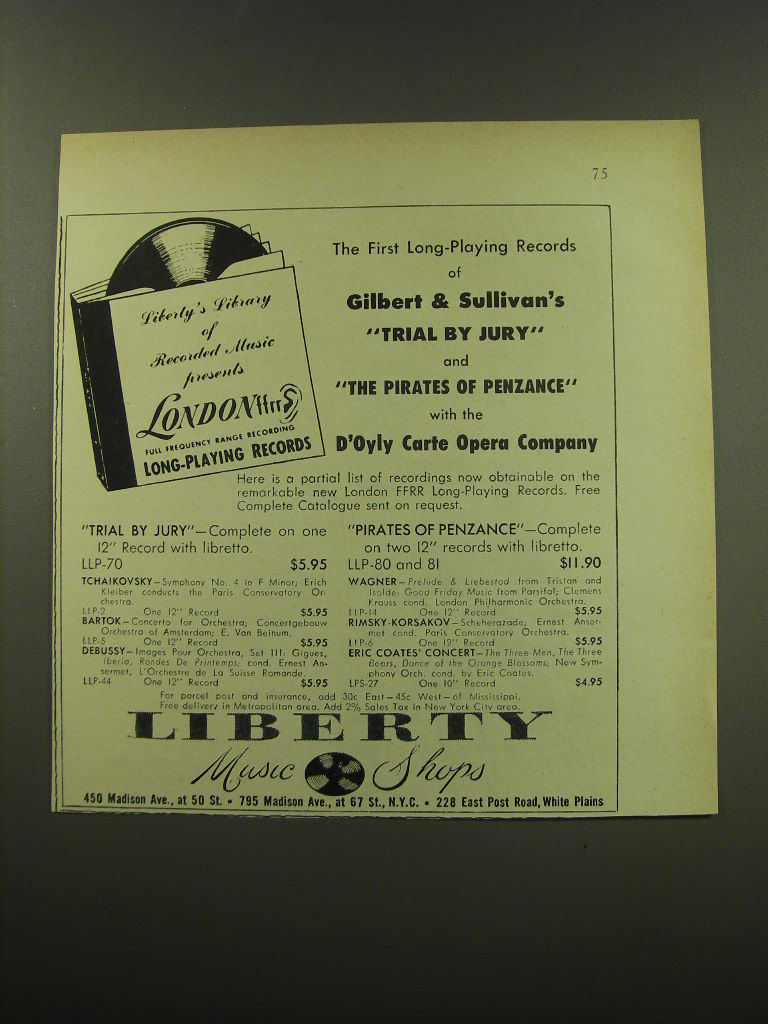 75
Liberty's Library
of
Recorded Music
presents
LONDON ffrr
FULL FREQUENCY RANGE RECORDING
LONG-PLAYING RECORDS
The First Long-Playing Records
of
Gilbert & Sullivan's
"TRIAL BY JURY"
and
"THE PIRATES OF PENZANCE"
with the
D'Oyly Carte Opera Company
Here is a partial list of recordings now obtainable on the
remarkable new London FFRR Long-Playing Records. Free
Complete Catalogue sent on request.
"TRIAL BY JURY"—Complete on one
12" Record with libretto.
LLP-70 $5.95
TCHAIKOVSKY—Symphony No. 4 in F Minor; Erich
Kleiber conducts the Paris Conservatory Or-
chestra.
LLP-2 One 12" Record $5.95
BARTOK—Concerto for Orchestra; Concertgebouw
Orchestra of Amsterdam; E. Van Beinum.
LLP-5 One 12" Record $5.95
DEBUSSY—Images Pour Orchestra, Set III: Gigues,
Iberia, Rondes De Printemps; cond. Ernest An-
sermet, L'Orchestre de La Suisse Romande.
LLP-44 One 12" Record $5.95
"PIRATES OF PENZANCE"—Complete
on two 12" records with libretto.
LLP-80 and 81 $11.90
WAGNER—Prelude & Liebestod from Tristan and
Isolde; Good Friday Music from Parsifal; Clemens
Krauss cond. London Philharmonic Orchestra.
LLP-14 One 12" Record $5.95
RIMSKY-KORSAKOV—Scheherazade; Ernest Anser-
met cond. Paris Conservatory Orchestra.
LLP-6 One 12" Record $5.95
ERIC COATES' CONCERT—The Three Men, The Three
Bears, Dance of the Orange Blossoms; New Sym-
phony Orch. cond. by Eric Coates.
LPS-27 One 10" Record $4.95
For parcel post and insurance, add 30c East—45c West—of Mississippi.
Free delivery in Metropolitan area. Add 2% Sales Tax in New York City area.
LIBERTY
Music Shops
450 Madison Ave., at 50 St. • 795 Madison Ave., at 67 St., N.Y.C. • 228 East Post Road, White Plains